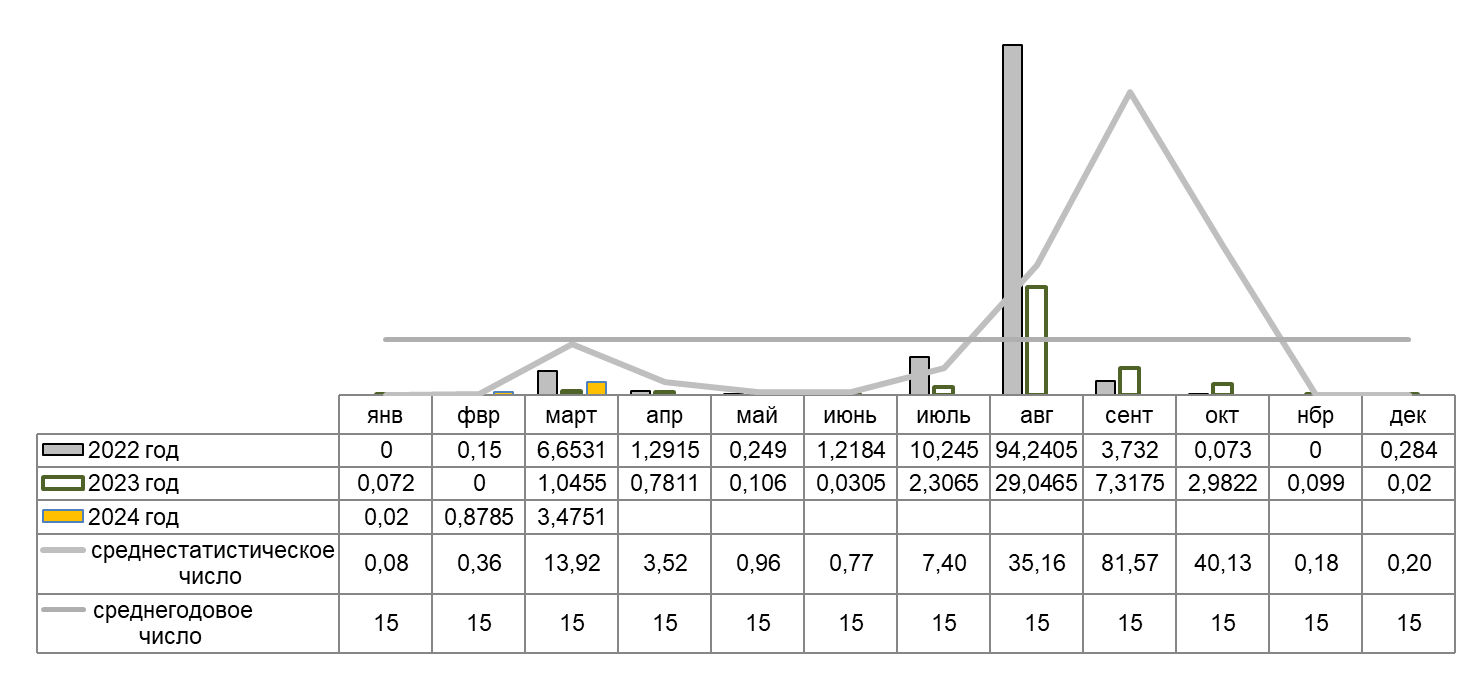 янв фвр март апр май июнь июль авг сент окт нбр дек
2022 год 0 0,15 6,6531 1,2915 0,249 1,2184 10,245 94,2405 3,732 0,073 0 0,284
2023 год 0,072 0 1,0455 0,7811 0,106 0,0305 2,3065 29,0465 7,3175 2,9822 0,099 0,02
2024 год 0,02 0,8785 3,4751
среднестатистическое
число 0,08 0,36 13,92 3,52 0,96 0,77 7,40 35,16 81,57 40,13 0,18 0,20
среднегодовое
число 15 15 15 15 15 15 15 15 15 15 15 15